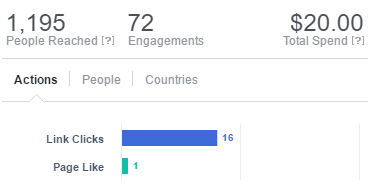 1,195 72 $20.00
People Reached [?] Engagements Total Spend [?]
Actions People Countries
Link Clicks 16
Page Like 1